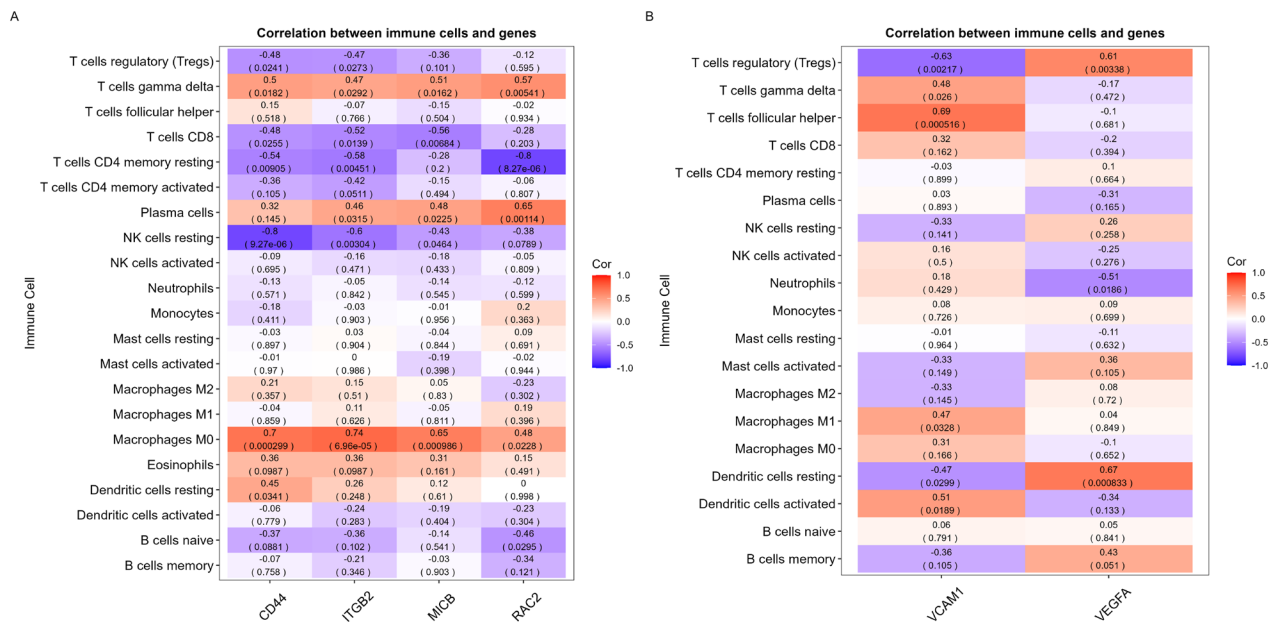 A
Correlation between immune cells and genes
Immune Cell
T cells regulatory (Tregs) -0.48 -0.47 -0.36 -0.12
( 0.0241 ) ( 0.0273 ) ( 0.101 ) ( 0.595 )
T cells gamma delta 0.5 0.47 0.51 0.57
( 0.0182 ) ( 0.0292 ) ( 0.0162 ) ( 0.00541 )
T cells follicular helper 0.15 -0.07 -0.15 -0.02
( 0.518 ) ( 0.766 ) ( 0.504 ) ( 0.934 )
T cells CD8 -0.48 -0.52 -0.56 -0.28
( 0.0255 ) ( 0.0139 ) ( 0.00684 ) ( 0.203 )
T cells CD4 memory resting -0.54 -0.58 -0.28 -0.8
( 0.00905 ) ( 0.00451 ) ( 0.2 ) ( 8.27e-06 )
T cells CD4 memory activated -0.36 -0.42 -0.15 -0.06
( 0.105 ) ( 0.0511 ) ( 0.494 ) ( 0.807 )
Plasma cells 0.32 0.46 0.48 0.65
( 0.145 ) ( 0.0315 ) ( 0.0225 ) ( 0.00114 )
NK cells resting -0.8 -0.6 -0.43 -0.38
( 9.27e-06 ) ( 0.00304 ) ( 0.0464 ) ( 0.0789 )
NK cells activated -0.09 -0.16 -0.18 -0.05
( 0.695 ) ( 0.471 ) ( 0.433 ) ( 0.809 )
Neutrophils -0.13 -0.05 -0.14 -0.12
( 0.571 ) ( 0.842 ) ( 0.545 ) ( 0.599 )
Monocytes -0.18 -0.03 -0.01 0.2
( 0.411 ) ( 0.903 ) ( 0.956 ) ( 0.363 )
Mast cells resting -0.03 0.03 -0.04 0.09
( 0.897 ) ( 0.904 ) ( 0.844 ) ( 0.691 )
Mast cells activated -0.01 0 -0.19 -0.02
( 0.97 ) ( 0.986 ) ( 0.398 ) ( 0.944 )
Macrophages M2 0.21 0.15 0.05 -0.23
( 0.357 ) ( 0.51 ) ( 0.83 ) ( 0.302 )
Macrophages M1 -0.04 0.11 -0.05 0.19
( 0.859 ) ( 0.626 ) ( 0.811 ) ( 0.396 )
Macrophages M0 0.7 0.74 0.65 0.48
( 0.000299 ) ( 6.96e-05 ) ( 0.000986 ) ( 0.0228 )
Eosinophils 0.36 0.36 0.31 0.15
( 0.0987 ) ( 0.0987 ) ( 0.161 ) ( 0.491 )
Dendritic cells resting 0.45 0.26 0.12 0
( 0.0341 ) ( 0.248 ) ( 0.61 ) ( 0.998 )
Dendritic cells activated -0.06 -0.24 -0.19 -0.23
( 0.779 ) ( 0.283 ) ( 0.404 ) ( 0.304 )
B cells naive -0.37 -0.36 -0.14 -0.46
( 0.0881 ) ( 0.102 ) ( 0.541 ) ( 0.0295 )
B cells memory -0.07 -0.21 -0.03 -0.34
( 0.758 ) ( 0.346 ) ( 0.903 ) ( 0.121 )
CD44 ITGB2 MICB RAC2
Cor
1.0
0.5
0.0
-0.5
-1.0
B
Correlation between immune cells and genes
Immune Cell
T cells regulatory (Tregs) -0.63 0.61
( 0.00217 ) ( 0.00338 )
T cells gamma delta 0.48 -0.17
( 0.026 ) ( 0.472 )
T cells follicular helper 0.69 -0.1
( 0.000516 ) ( 0.681 )
T cells CD8 0.32 -0.2
( 0.162 ) ( 0.394 )
T cells CD4 memory resting -0.03 0.1
( 0.899 ) ( 0.664 )
Plasma cells 0.03 -0.31
( 0.893 ) ( 0.165 )
NK cells resting -0.33 0.26
( 0.141 ) ( 0.258 )
NK cells activated 0.16 -0.25
( 0.5 ) ( 0.276 )
Neutrophils 0.18 -0.51
( 0.429 ) ( 0.0186 )
Monocytes 0.08 0.09
( 0.726 ) ( 0.699 )
Mast cells resting -0.01 -0.11
( 0.964 ) ( 0.632 )
Mast cells activated -0.33 0.36
( 0.149 ) ( 0.105 )
Macrophages M2 -0.33 0.08
( 0.145 ) ( 0.72 )
Macrophages M1 0.47 0.04
( 0.0328 ) ( 0.849 )
Macrophages M0 0.31 -0.1
( 0.166 ) ( 0.652 )
Dendritic cells resting -0.47 0.67
( 0.0299 ) ( 0.000833 )
Dendritic cells activated 0.51 -0.34
( 0.0189 ) ( 0.133 )
B cells naive 0.06 0.05
( 0.791 ) ( 0.841 )
B cells memory -0.36 0.43
( 0.105 ) ( 0.051 )
VCAM1 VEGFA
Cor
1.0
0.5
0.0
-0.5
-1.0